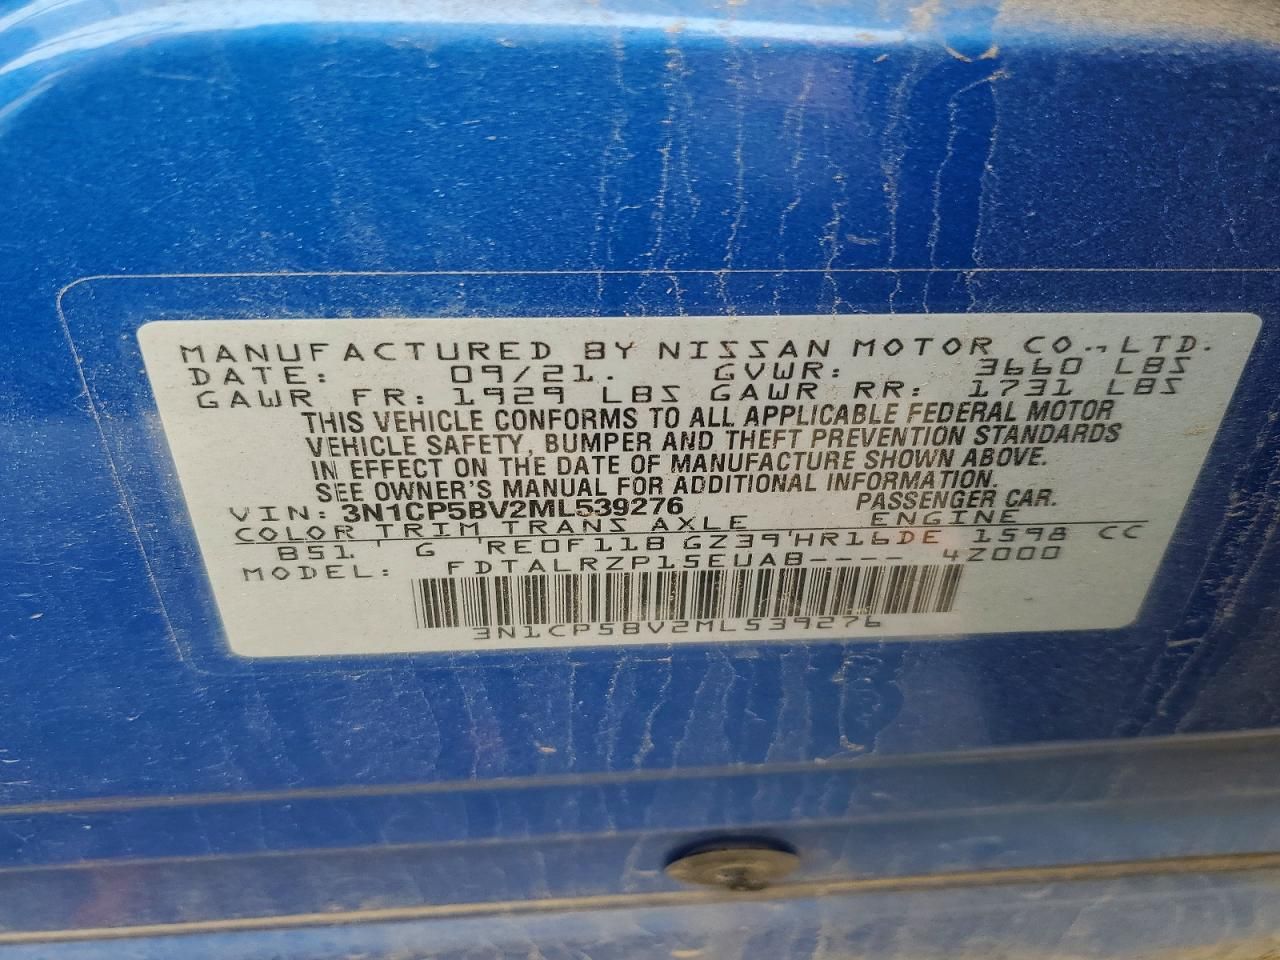 MANUFACTURED BY NISSAN MOTOR CO., LTD.
DATE: 09/21. GVWR: 3660 LBS
GAWR FR: 1929 LBS GAWR RR: 1731 LBS
THIS VEHICLE CONFORMS TO ALL APPLICABLE FEDERAL MOTOR
VEHICLE SAFETY, BUMPER AND THEFT PREVENTION STANDARDS
IN EFFECT ON THE DATE OF MANUFACTURE SHOWN ABOVE.
SEE OWNER'S MANUAL FOR ADDITIONAL INFORMATION.
VIN: 3N1CP5BV2ML539276 PASSENGER CAR.
COLOR TRIM TRANS AXLE ENGINE
B51 G RE0F11B GZ39 HR16DE 1598 CC
MODEL: FDTALRZP15EUAB---- 4Z000
3N1CP5BV2ML539276